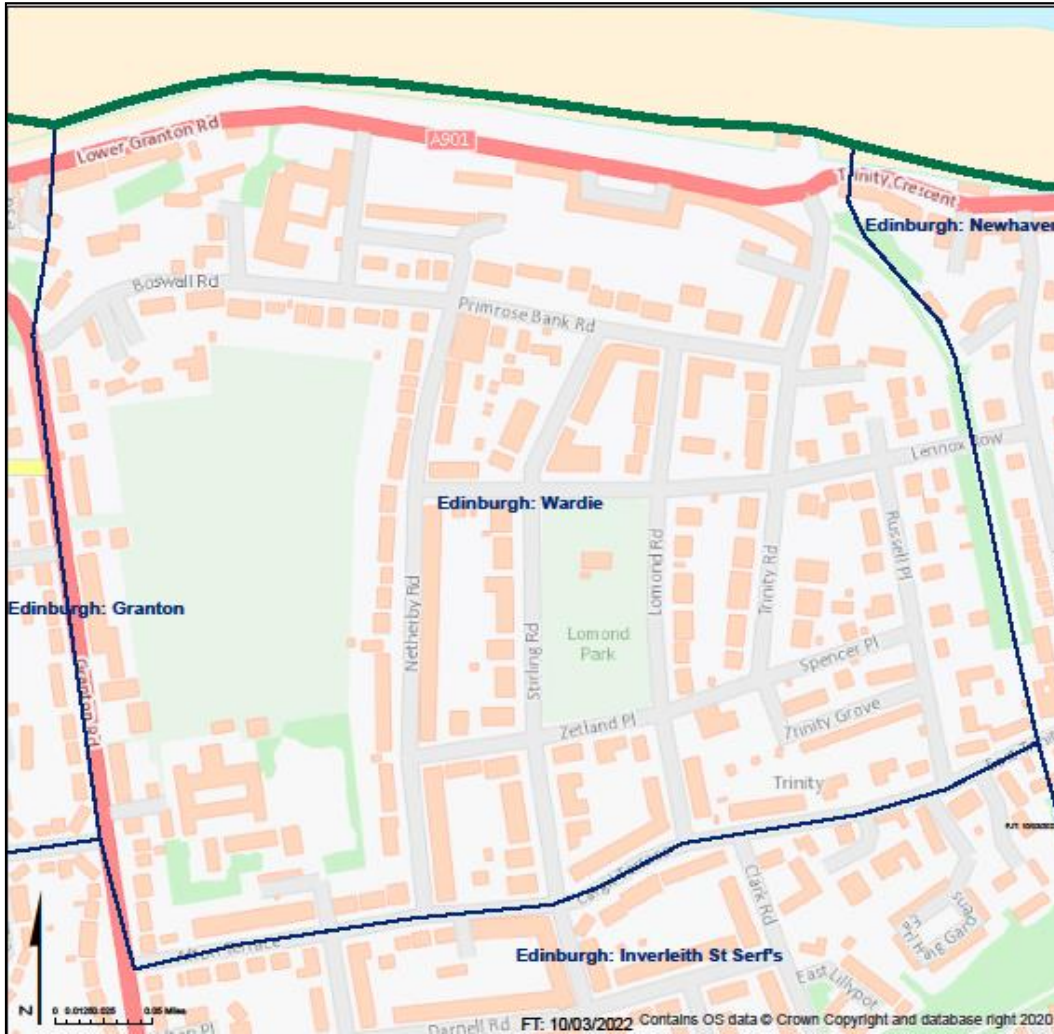 Lower Granton Rd
A901
Trinity Crescent
Edinburgh: Newhaven
Boswall Rd
Primrose Bank Rd
Lennox Row
Edinburgh: Wardie
Russell Pl
Lomond Rd
Trinity Rd
Netherby Rd
Edinburgh: Granton
Stirling Rd
Lomond
Park
Spencer Pl
Granton Rd
Zetland Pl
Trinity Grove
Trinity
Clark Rd
Edinburgh: Inverleith St Serf's
East Lillypot
N
0 0.01250.025 0.05 Miles
Darnell Rd
FT: 10/03/2022 Contains OS data © Crown Copyright and database right 2020